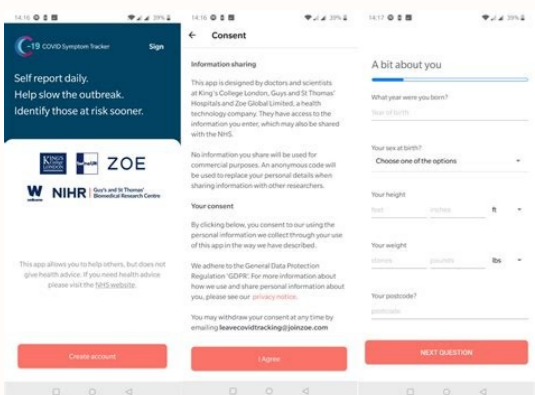 14:16
39%
C-19 COVID Symptom Tracker
Sign
Self report daily.
Help slow the outbreak.
Identify those at risk sooner.
KING'S
College
LONDON
TwinsUK
ZOE
W
wellcome
NIHR
Guy's and St Thomas'
Biomedical Research Centre
This app allows you to help others, but does not
give health advice. If you need health advice
please visit the NHS website.
Create account
14:16
39%
Consent
Information sharing
This app is designed by doctors and scientists
at King's College London, Guys and St Thomas'
Hospitals and Zoe Global Limited, a health
technology company. They have access to the
information you enter, which may also be shared
with the NHS.
No information you share will be used for
commercial purposes. An anonymous code will
be used to replace your personal details when
sharing information with other researchers.
Your consent
By clicking below, you consent to our using the
personal information we collect through your use
of this app in the way we have described.
We adhere to the General Data Protection
Regulation 'GDPR'. For more information about
how we use and share personal information about
you, please see our privacy notice.
You may withdraw your consent at any time by
emailing leavecovidtracking@joinzoe.com
I Agree
14:17
39%
A bit about you
What year were you born?
Year of birth
Your sex at birth?
Choose one of the options
Your height
feet inches ft
Your weight
stones pounds lbs
Your postcode?
postcode
NEXT QUESTION